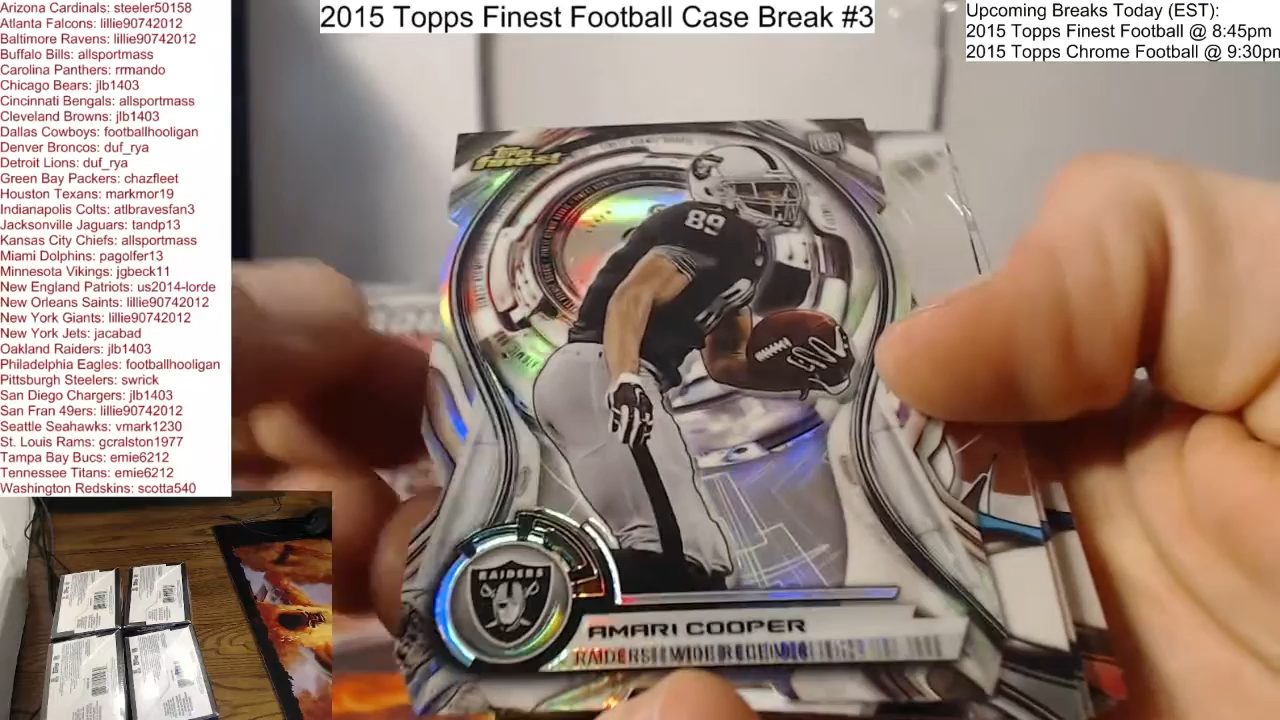 Arizona Cardinals: steeler50158
Atlanta Falcons: lillie90742012
Baltimore Ravens: lillie90742012
Buffalo Bills: allsportmass
Carolina Panthers: rrmando
Chicago Bears: jlb1403
Cincinnati Bengals: allsportmass
Cleveland Browns: jlb1403
Dallas Cowboys: footballhooligan
Denver Broncos: duf_rya
Detroit Lions: duf_rya
Green Bay Packers: chazfleet
Houston Texans: markmor19
Indianapolis Colts: atlbravesfan3
Jacksonville Jaguars: tandp13
Kansas City Chiefs: allsportmass
Miami Dolphins: pagolfer13
Minnesota Vikings: jgbeck11
New England Patriots: us2014-lorde
New Orleans Saints: lillie90742012
New York Giants: lillie90742012
New York Jets: jacabad
Oakland Raiders: jlb1403
Philadelphia Eagles: footballhooligan
Pittsburgh Steelers: swrick
San Diego Chargers: jlb1403
San Fran 49ers: lillie90742012
Seattle Seahawks: vmark1230
St. Louis Rams: gcralston1977
Tampa Bay Bucs: ernie6212
Tennessee Titans: ernie6212
Washington Redskins: scotta540
2015 Topps Finest Football Case Break #3
Upcoming Breaks Today (EST):
2015 Topps Finest Football @ 8:45pm
2015 Topps Chrome Football @ 9:30pm
Topps Finest
89
RAIDERS
AMARI COOPER
RAIDERS WIDE RECEIVER